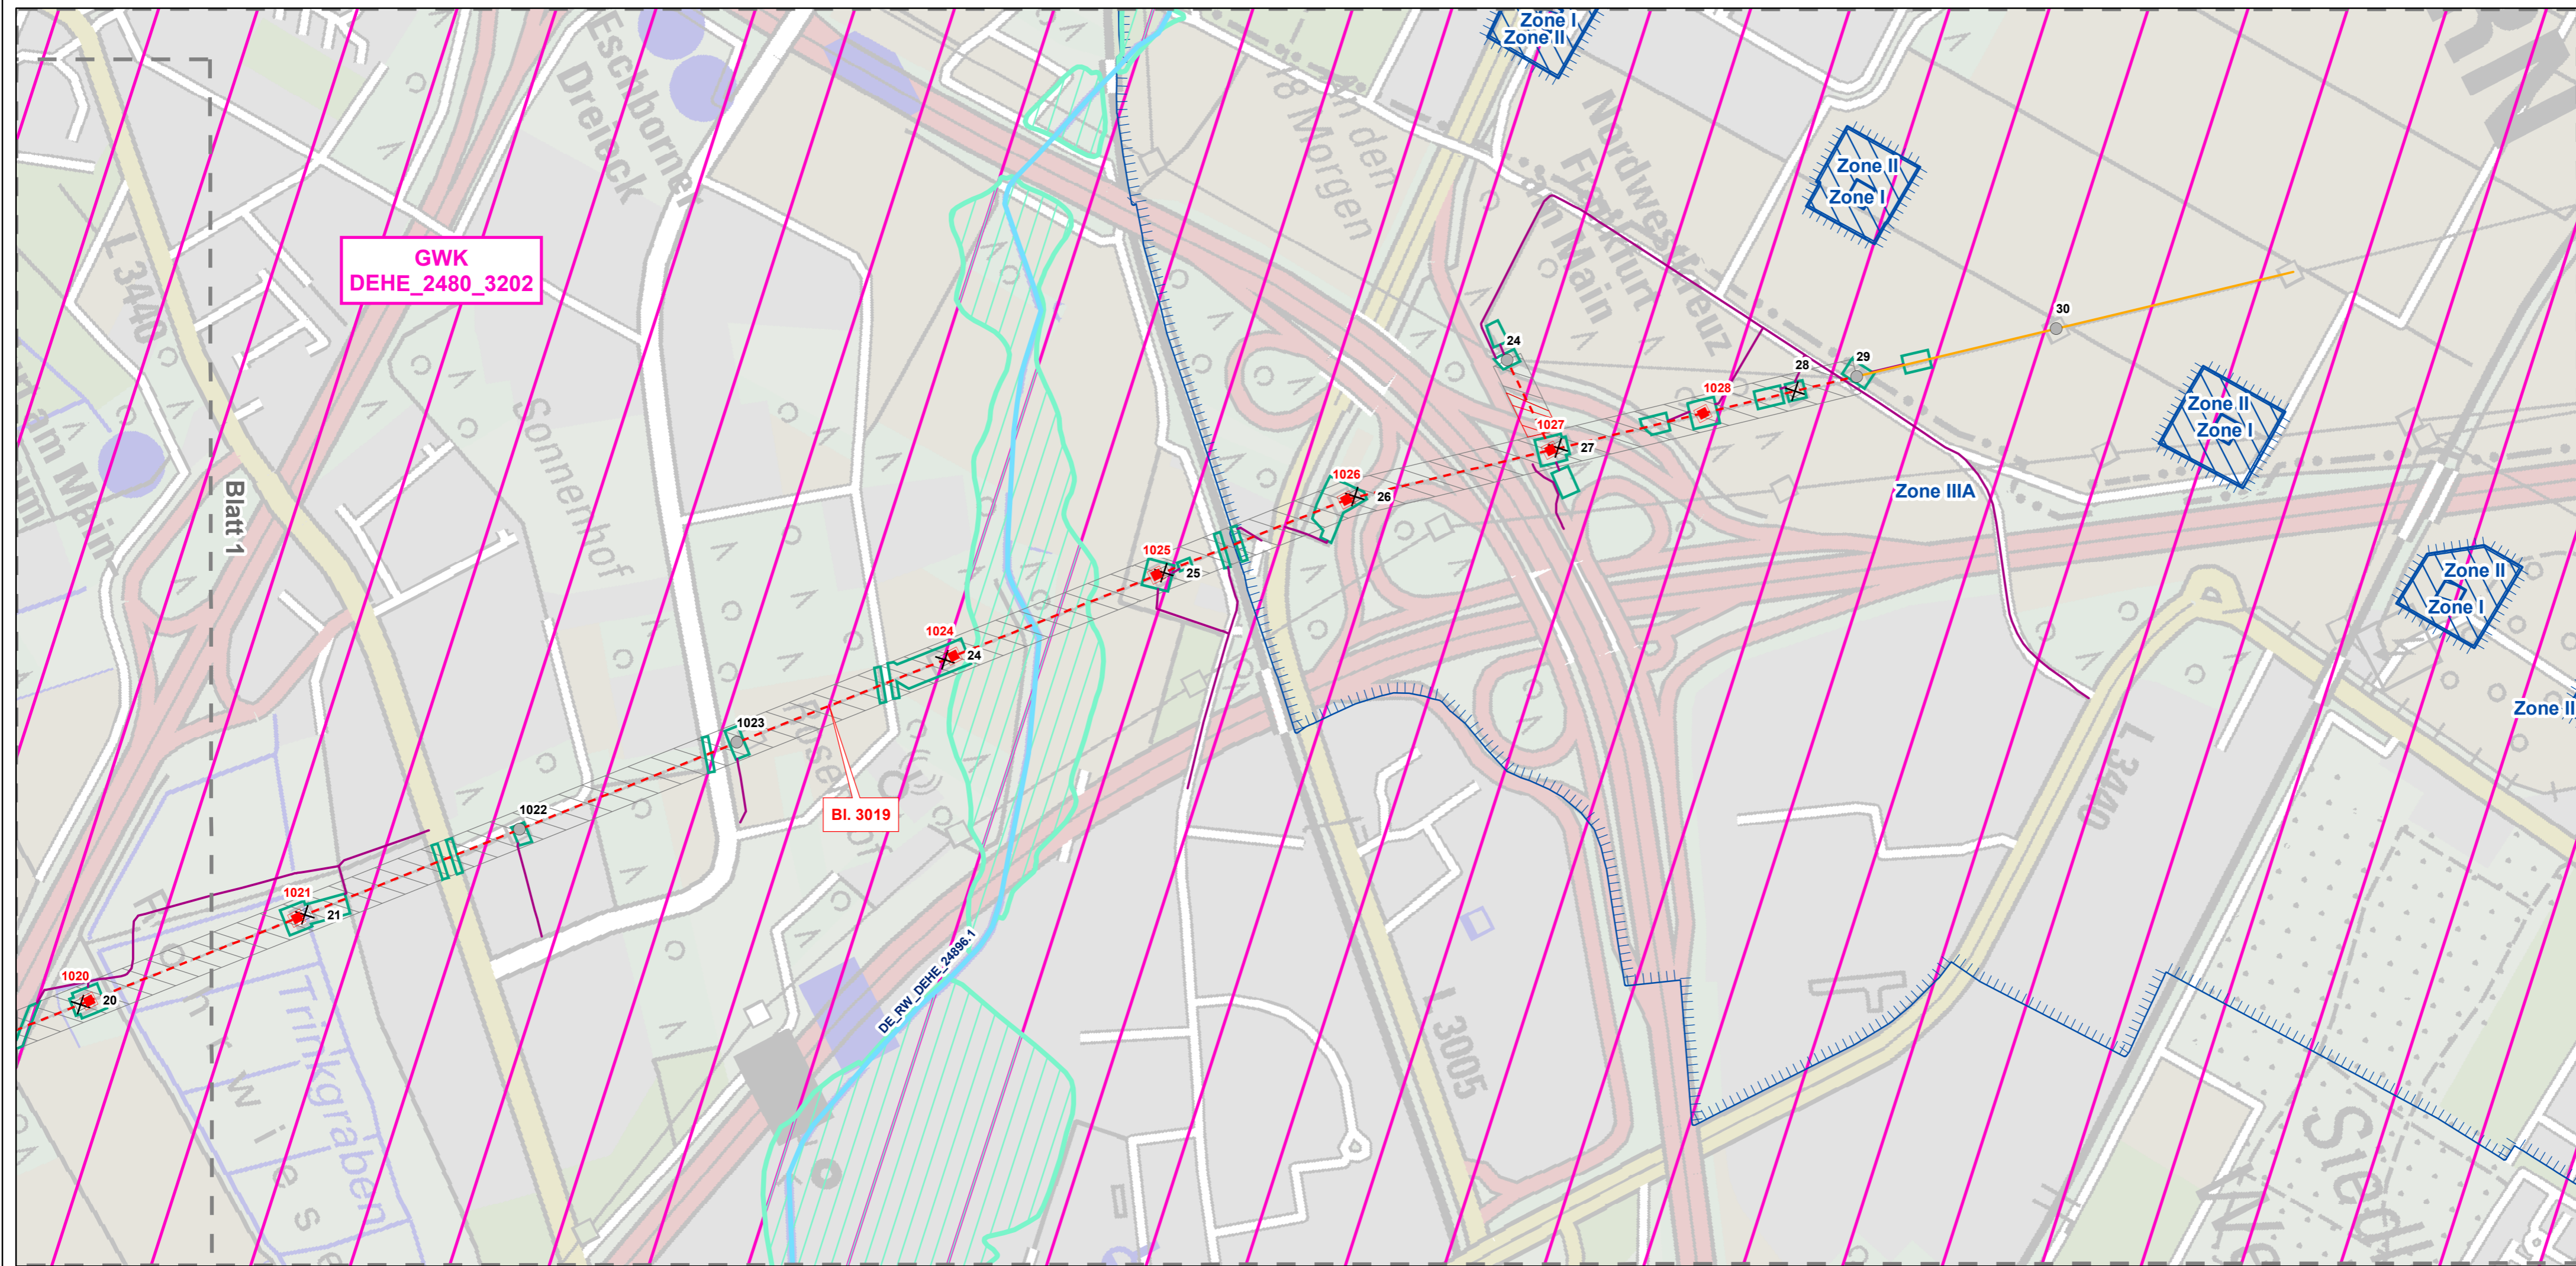 Zone I
Zone II
Eschborner
Dreieck
An den
18 Morgen
Nordwestkreuz
Frankfurt
am Main
Zone II
Zone I
L 3440
GWK
DEHE_2480_3202
30
24
29
28
1028
1027
27
Zone II
Zone I
Sonnenhof
Blatt 1
1026
26
Zone IIIA
1025
25
Zone II
Zone I
am Main
1024
24
Zone II
1023
L 3440
Bl. 3019
1022
1021
21
1020
20
DE_RW_DEHE_24896.1
L 3005
Trinkgraben